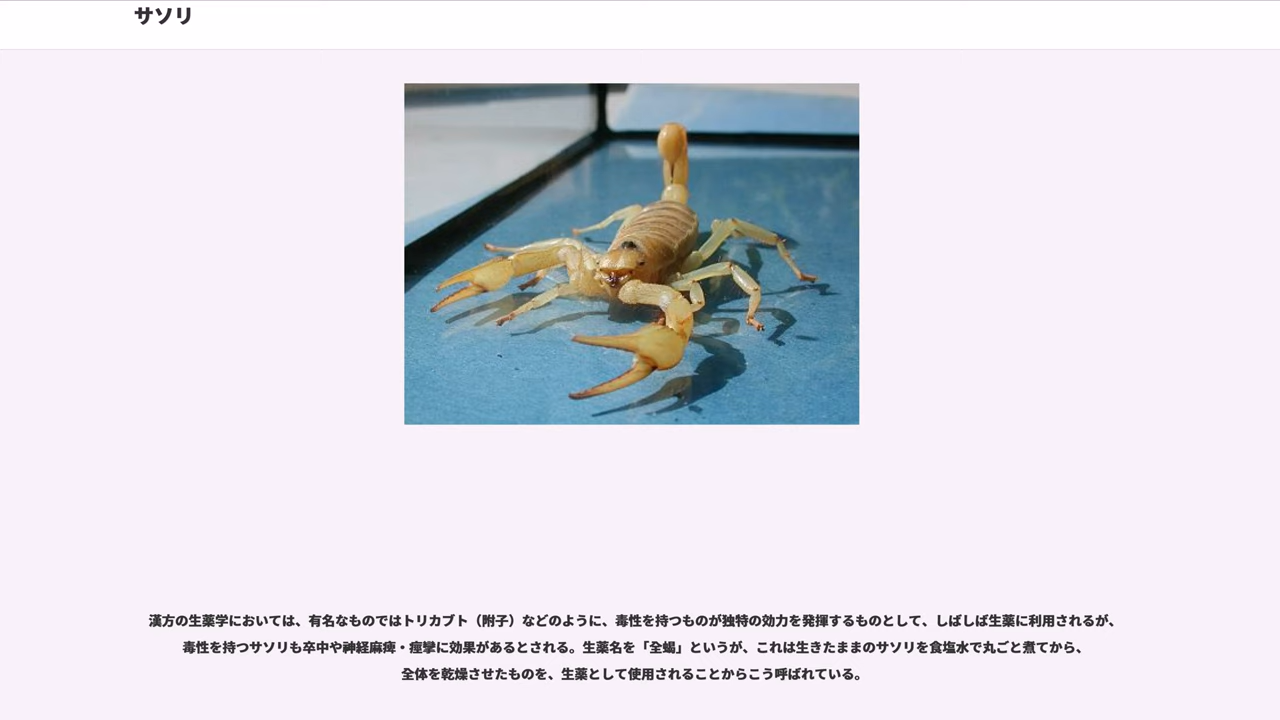 サソリ
漢方の生薬学においては、有名なものではトリカブト（附子）などのように、毒性を持つものが独特の効力を発揮するものとして、しばしば生薬に利用されるが、
毒性を持つサソリも卒中や神経麻痺・痙攣に効果があるとされる。生薬名を「全蝎」というが、これは生きたままのサソリを食塩水で丸ごと煮てから、
全体を乾燥させたものを、生薬として使用されることからこう呼ばれている。